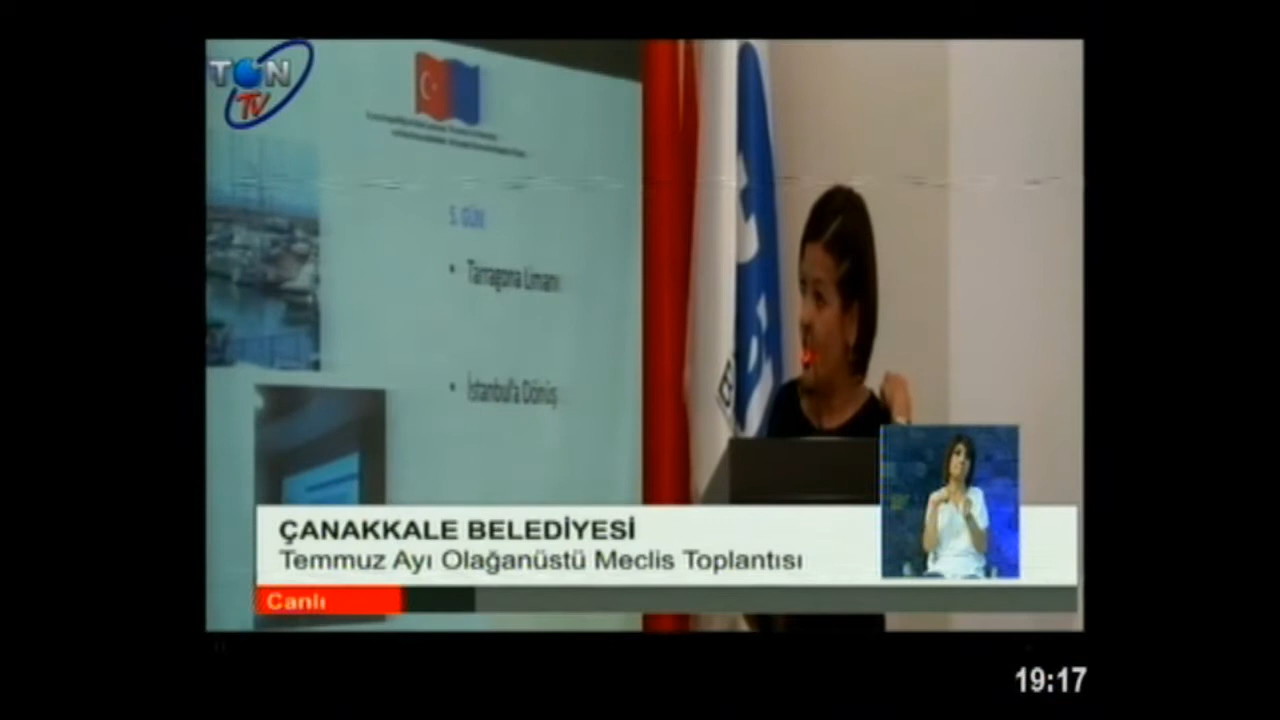 TON
TV
5. GÜN
• Tarragona Limanı
• İstanbul'a Dönüş
ÇANAKKALE BELEDİYESİ
Temmuz Ayı Olağanüstü Meclis Toplantısı
Canlı
19:17